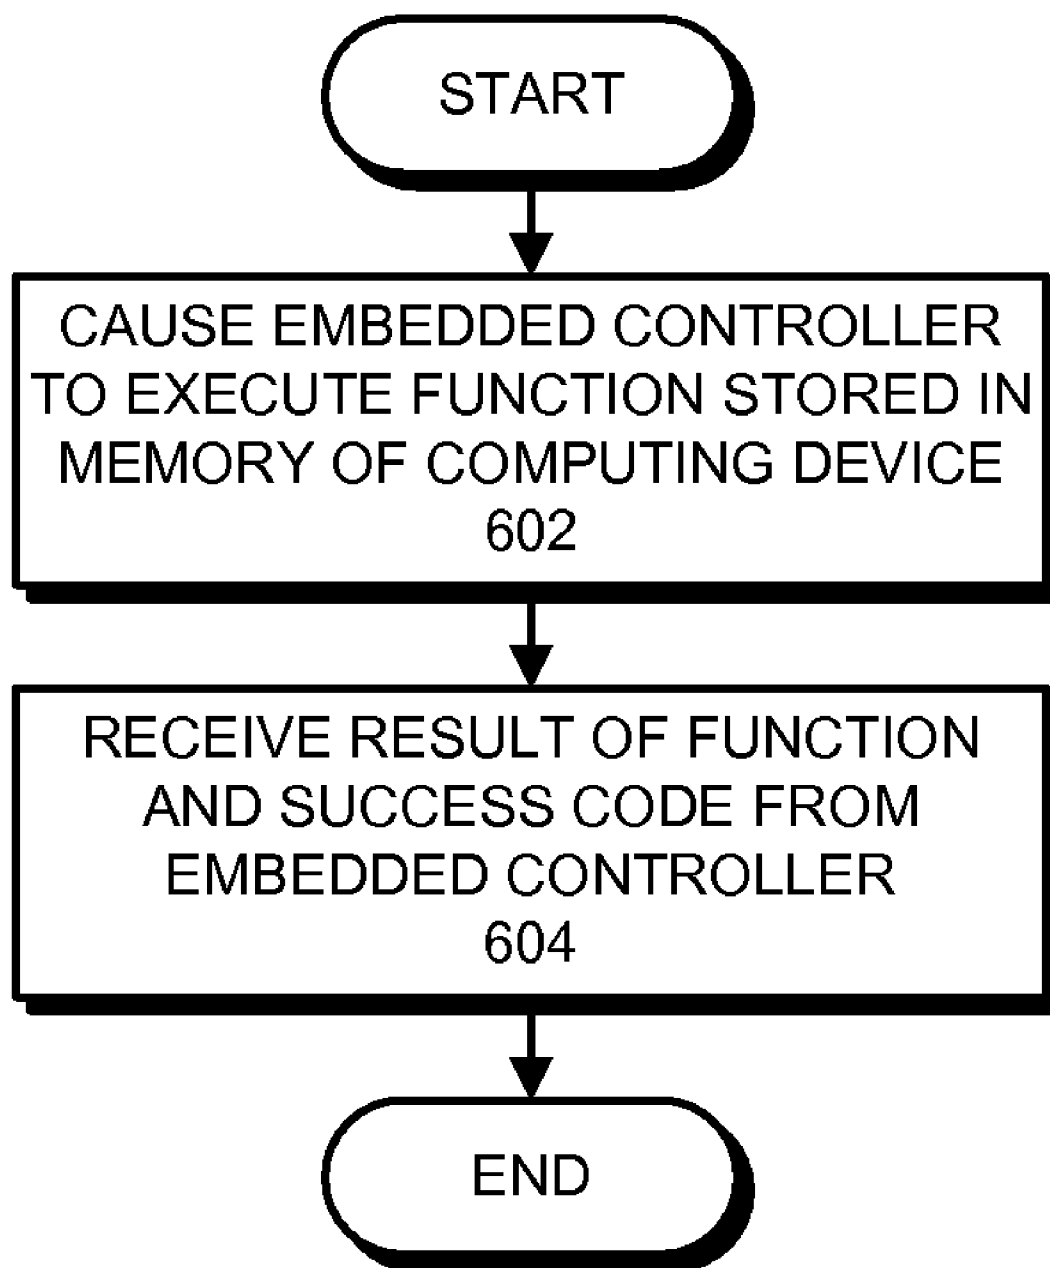 START
CAUSE EMBEDDED CONTROLLER
TO EXECUTE FUNCTION STORED IN
MEMORY OF COMPUTING DEVICE
602
RECEIVE RESULT OF FUNCTION
AND SUCCESS CODE FROM
EMBEDDED CONTROLLER
604
END